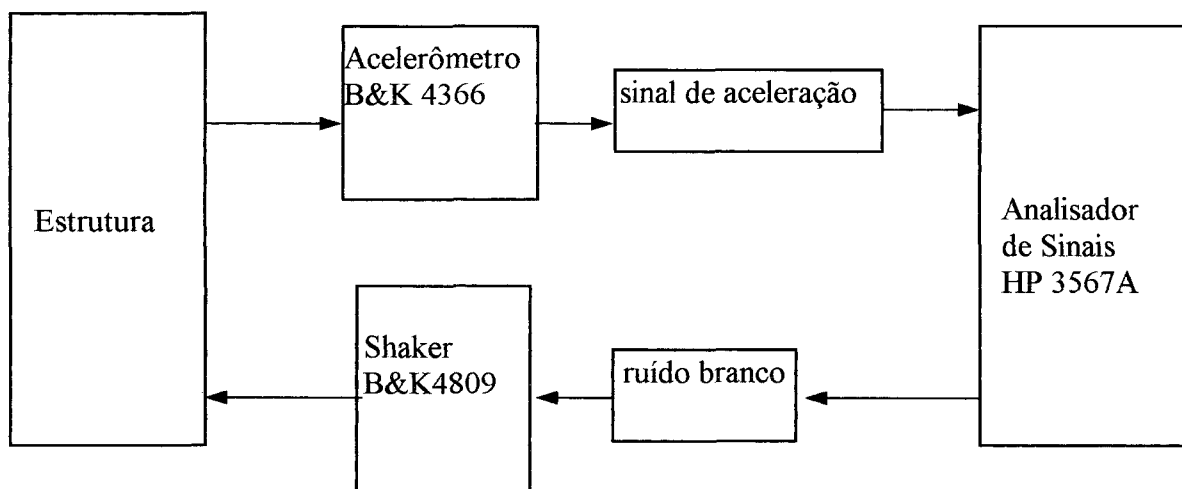 Estrutura
Acelerômetro
B&K 4366
sinal de aceleração
Analisador
de Sinais
HP 3567A
Shaker
B&K4809
ruído branco